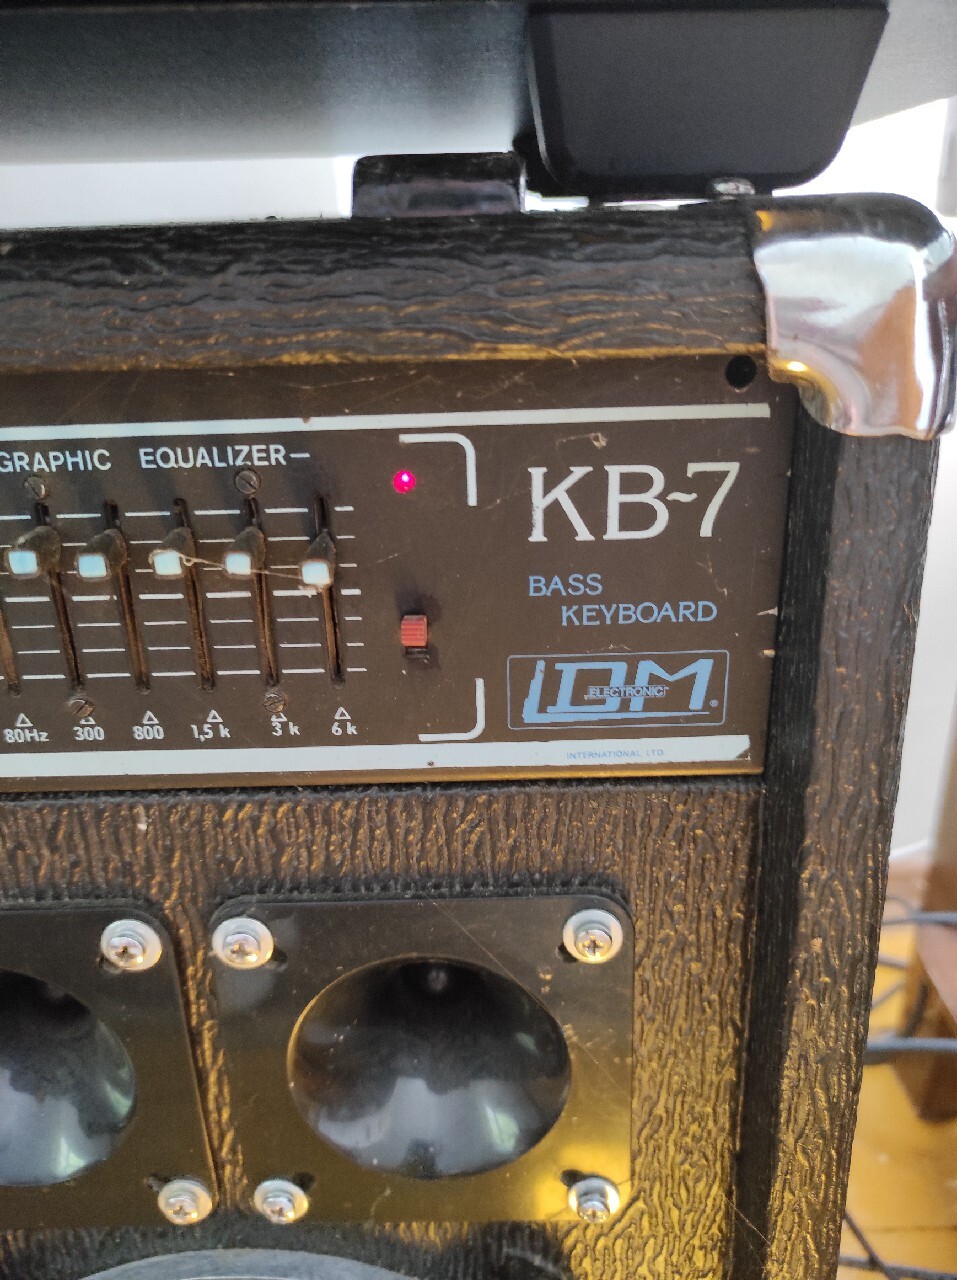 GRAPHIC EQUALIZER
KB~7
BASS
KEYBOARD
LDM
ELECTRONIC
INTERNATIONAL LTD.
80Hz 300 800 1,5 k 3 k 6 k